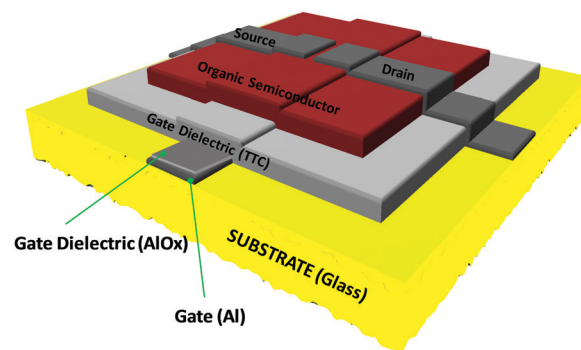 Source
Drain
Organic Semiconductor
Gate Dielectric (TTC)
Gate Dielectric (AlOx)
SUBSTRATE (Glass)
Gate (Al)